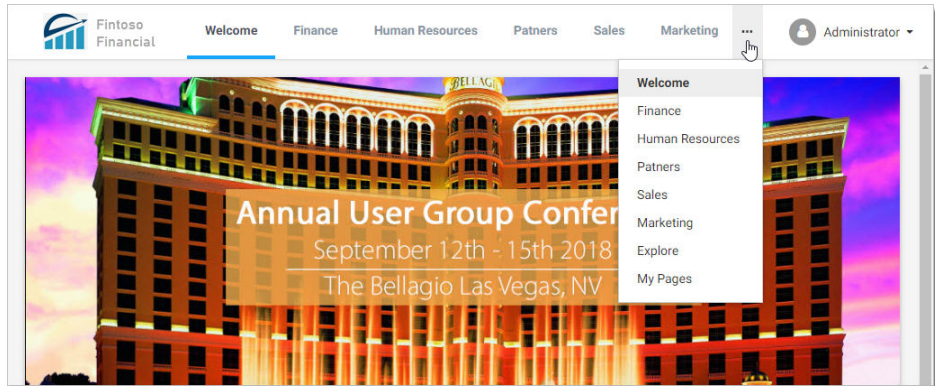 Fintoso
Financial
Welcome Finance Human Resources Patners Sales Marketing ... Administrator
BELLAG
Annual User Group Confer
September 12th - 15th 2018
The Bellagio Las Vegas, NV
Welcome
Finance
Human Resources
Patners
Sales
Marketing
Explore
My Pages